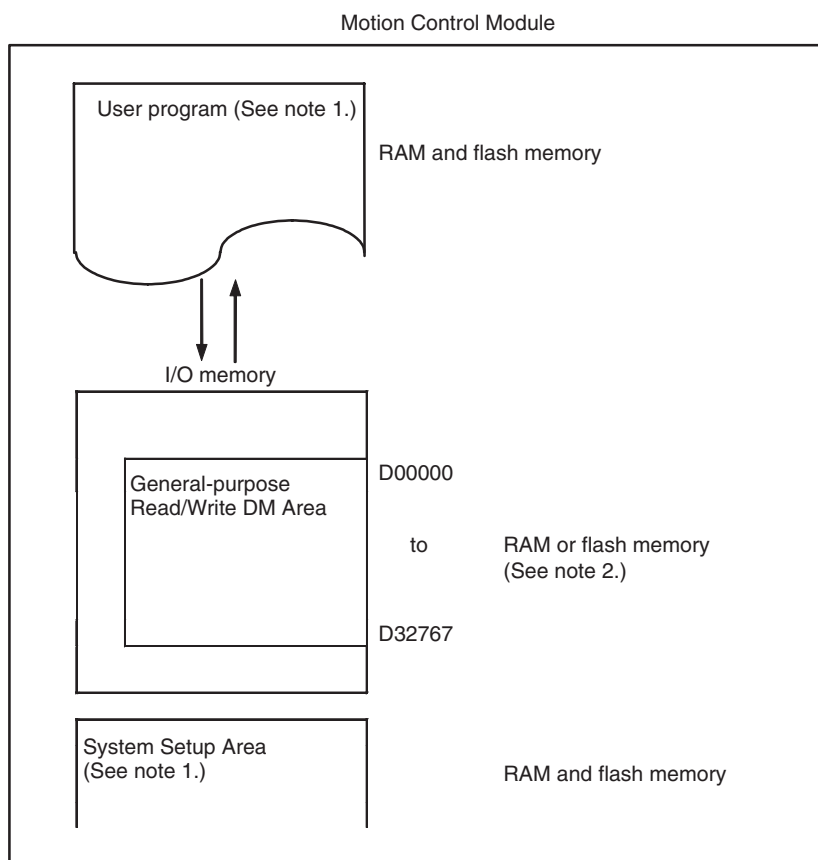 Motion Control Module
User program (See note 1.)
RAM and flash memory
I/O memory
General-purpose
Read/Write DM Area
D00000
to
D32767
RAM or flash memory
(See note 2.)
System Setup Area
(See note 1.)
RAM and flash memory